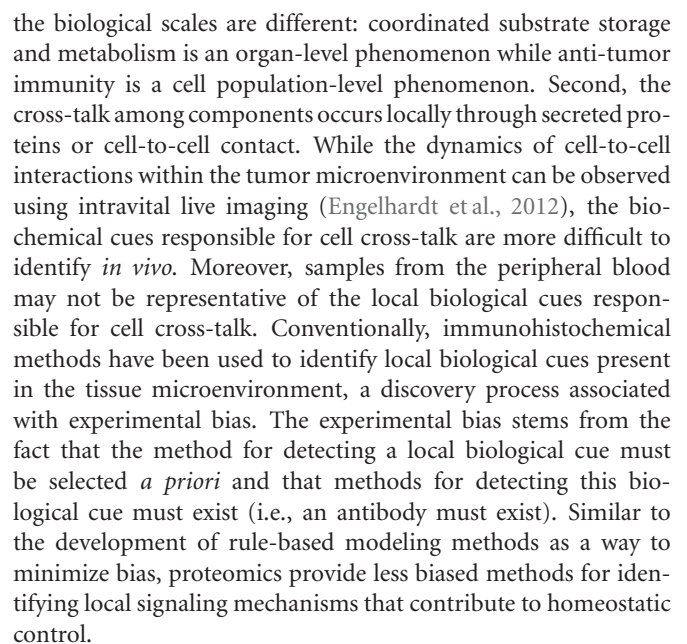 the biological scales are different: coordinated substrate storage
and metabolism is an organ-level phenomenon while anti-tumor
immunity is a cell population-level phenomenon. Second, the
cross-talk among components occurs locally through secreted pro-
teins or cell-to-cell contact. While the dynamics of cell-to-cell
interactions within the tumor microenvironment can be observed
using intravital live imaging (Engelhardt et al., 2012), the bio-
chemical cues responsible for cell cross-talk are more difficult to
identify in vivo. Moreover, samples from the peripheral blood
may not be representative of the local biological cues respon-
sible for cell cross-talk. Conventionally, immunohistochemical
methods have been used to identify local biological cues present
in the tissue microenvironment, a discovery process associated
with experimental bias. The experimental bias stems from the
fact that the method for detecting a local biological cue must
be selected a priori and that methods for detecting this bio-
logical cue must exist (i.e., an antibody must exist). Similar to
the development of rule-based modeling methods as a way to
minimize bias, proteomics provide less biased methods for iden-
tifying local signaling mechanisms that contribute to homeostatic
control.